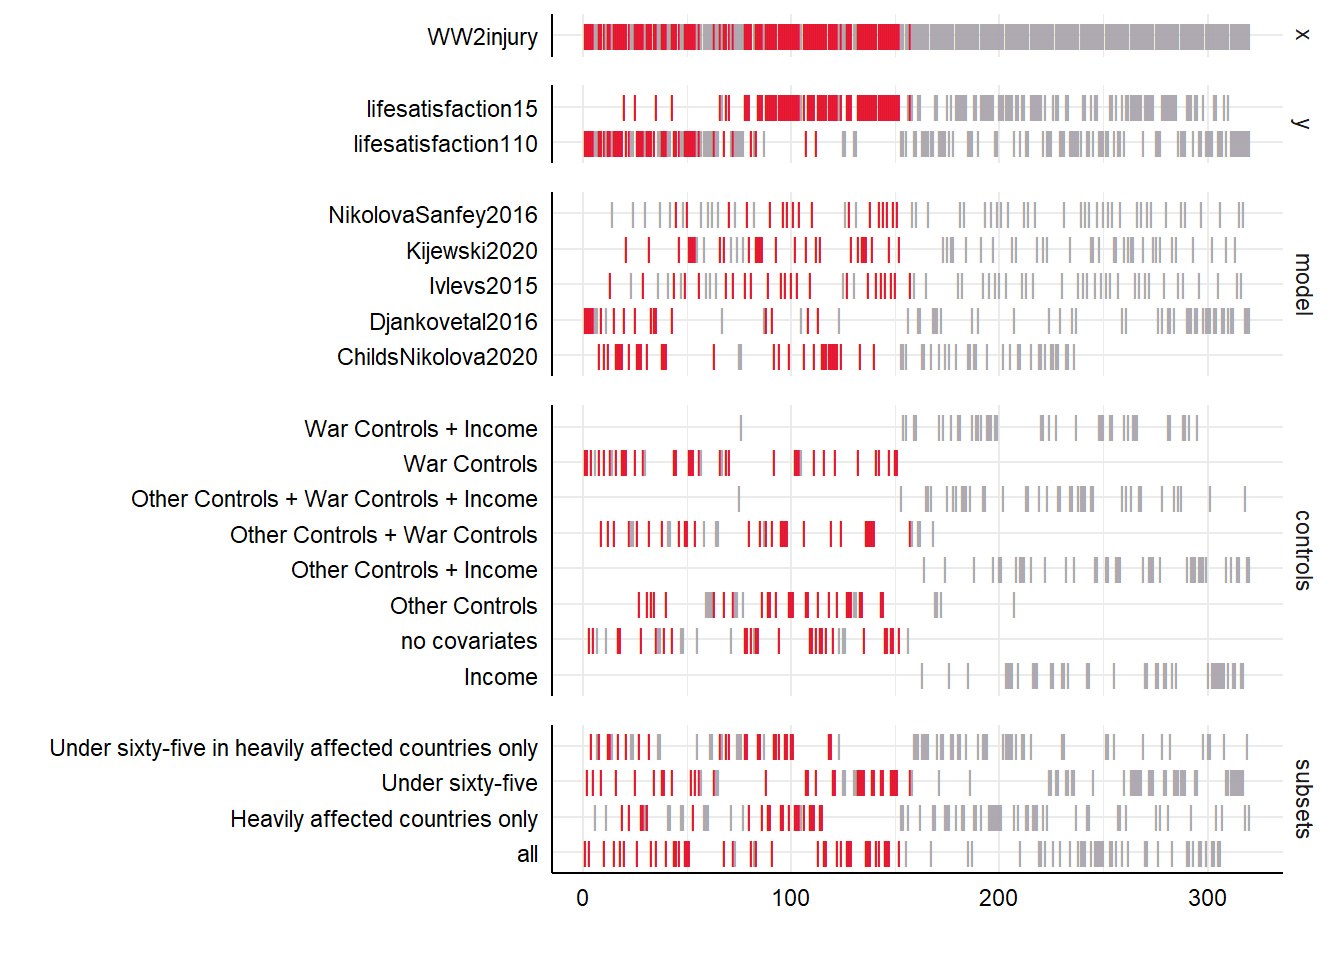 WW2injury
x
lifesatisfaction15
lifesatisfaction110
y
NikolovaSanfey2016
Kijewski2020
Ivlevs2015
Djankovetal2016
ChildsNikolova2020
model
War Controls + Income
War Controls
Other Controls + War Controls + Income
Other Controls + War Controls
Other Controls + Income
Other Controls
no covariates
Income
controls
Under sixty-five in heavily affected countries only
Under sixty-five
Heavily affected countries only
all
subsets
0 100 200 300